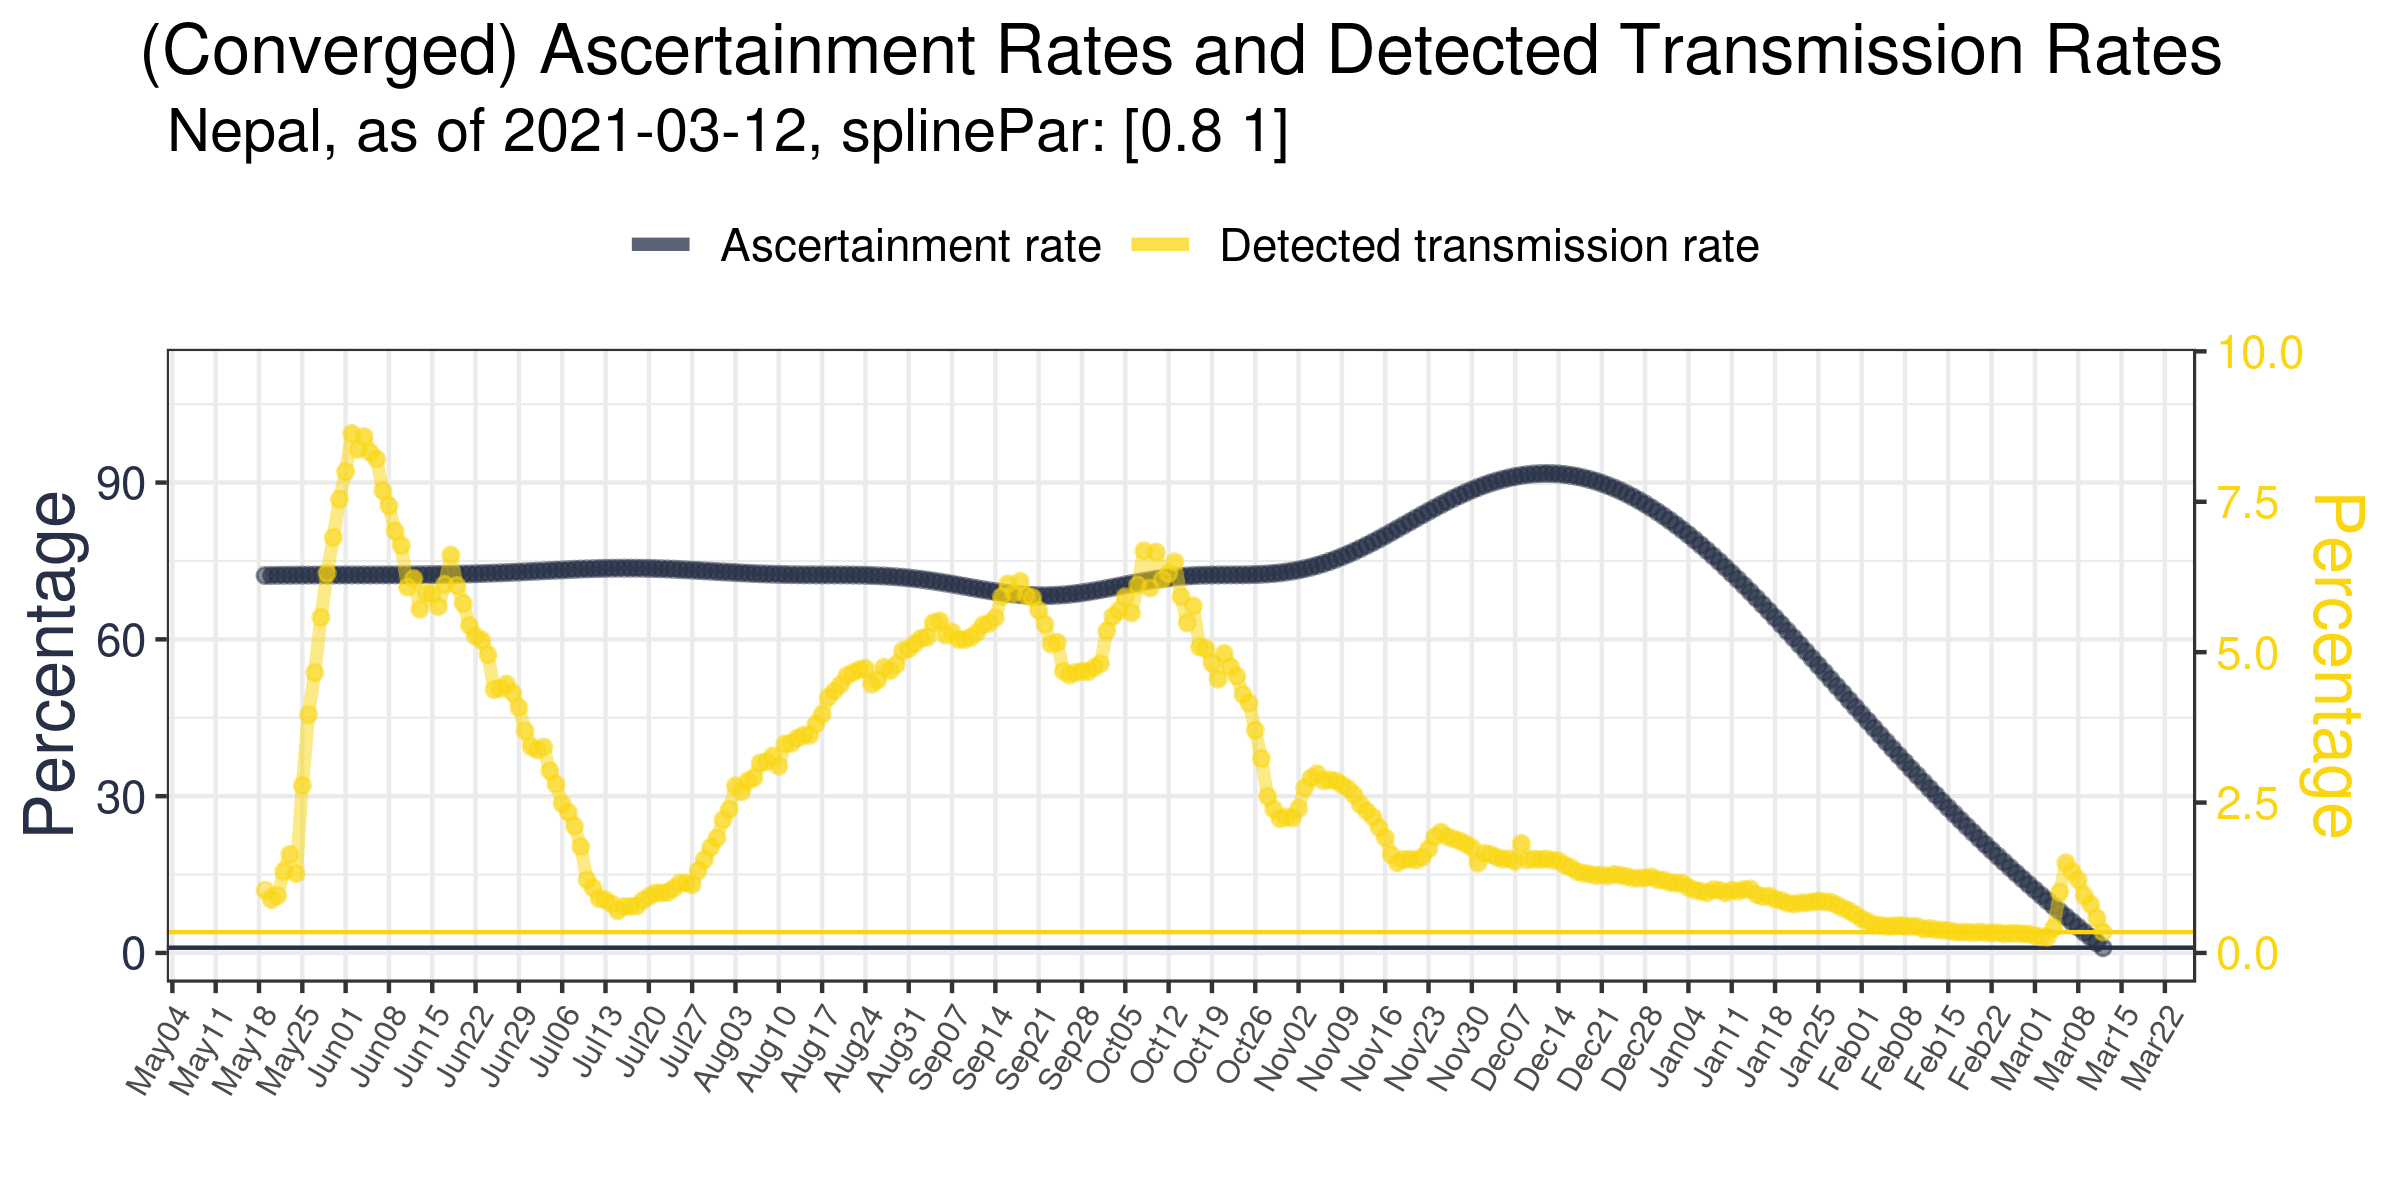 (Converged) Ascertainment Rates and Detected Transmission Rates
Nepal, as of 2021-03-12, splinePar: [0.8 1]
Ascertainment rate
Detected transmission rate
Percentage
90
60
30
0
10.0
7.5
5.0
2.5
0.0
Percentage
May04
May11
May18
May25
Jun01
Jun08
Jun15
Jun22
Jun29
Jul06
Jul13
Jul20
Jul27
Aug03
Aug10
Aug17
Aug24
Aug31
Sep07
Sep14
Sep21
Sep28
Oct05
Oct12
Oct19
Oct26
Nov02
Nov09
Nov16
Nov23
Nov30
Dec07
Dec14
Dec21
Dec28
Jan04
Jan11
Jan18
Jan25
Feb01
Feb08
Feb15
Feb22
Mar01
Mar08
Mar15
Mar22